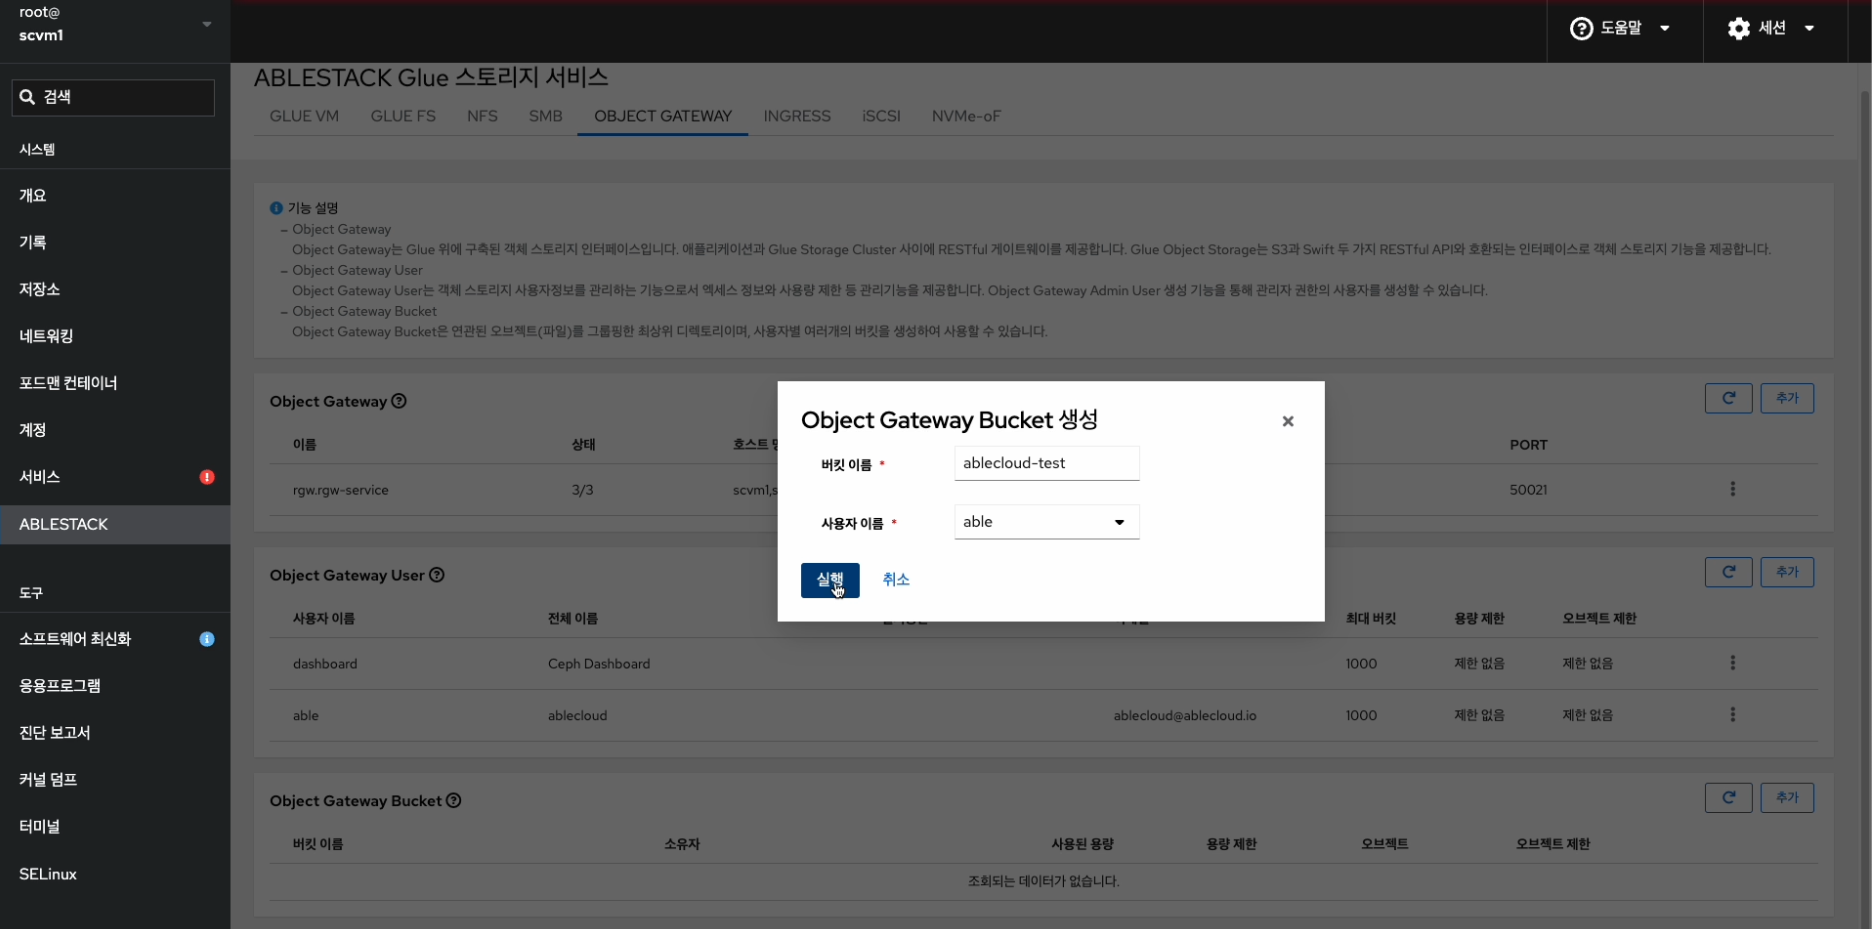 root@
scvm1
도움말
세션
검색
시스템
개요
기록
저장소
네트워킹
포드맨 컨테이너
계정
서비스
ABLESTACK
도구
소프트웨어 최신화
응용프로그램
진단 보고서
커널 덤프
터미널
SELinux
ABLESTACK Glue 스토리지 서비스
GLUE VM GLUE FS NFS SMB OBJECT GATEWAY INGRESS iSCSI NVMe-oF
기능 설명
– Object Gateway
Object Gateway는 Glue 위에 구축된 객체 스토리지 인터페이스입니다. 애플리케이션과 Glue Storage Cluster 사이에 RESTful 게이트웨이를 제공합니다. Glue Object Storage는 S3과 Swift 두 가지 RESTful API와 호환되는 인터페이스로 객체 스토리지 기능을 제공합니다.
– Object Gateway User
Object Gateway User는 객체 스토리지 사용자정보를 관리하는 기능으로서 엑세스 정보와 사용량 제한 등 관리기능을 제공합니다. Object Gateway Admin User 생성 기능을 통해 관리자 권한의 사용자를 생성할 수 있습니다.
– Object Gateway Bucket
Object Gateway Bucket은 연관된 오브젝트(파일)를 그룹핑한 최상위 디렉토리이며, 사용자별 여러개의 버킷을 생성하여 사용할 수 있습니다.
Object Gateway
추가
이름 상태 호스트 PORT
rgw.rgw-service 3/3 scvm1,s 50021
Object Gateway Bucket 생성
버킷 이름 *
ablecloud-test
사용자 이름 *
able
실행 취소
Object Gateway User
추가
사용자 이름 전체 이름 최대 버킷 용량 제한 오브젝트 제한
dashboard Ceph Dashboard 1000 제한 없음 제한 없음
able ablecloud ablecloud@ablecloud.io 1000 제한 없음 제한 없음
Object Gateway Bucket
추가
버킷 이름 소유자 사용된 용량 용량 제한 오브젝트 오브젝트 제한
조회되는 데이터가 없습니다.